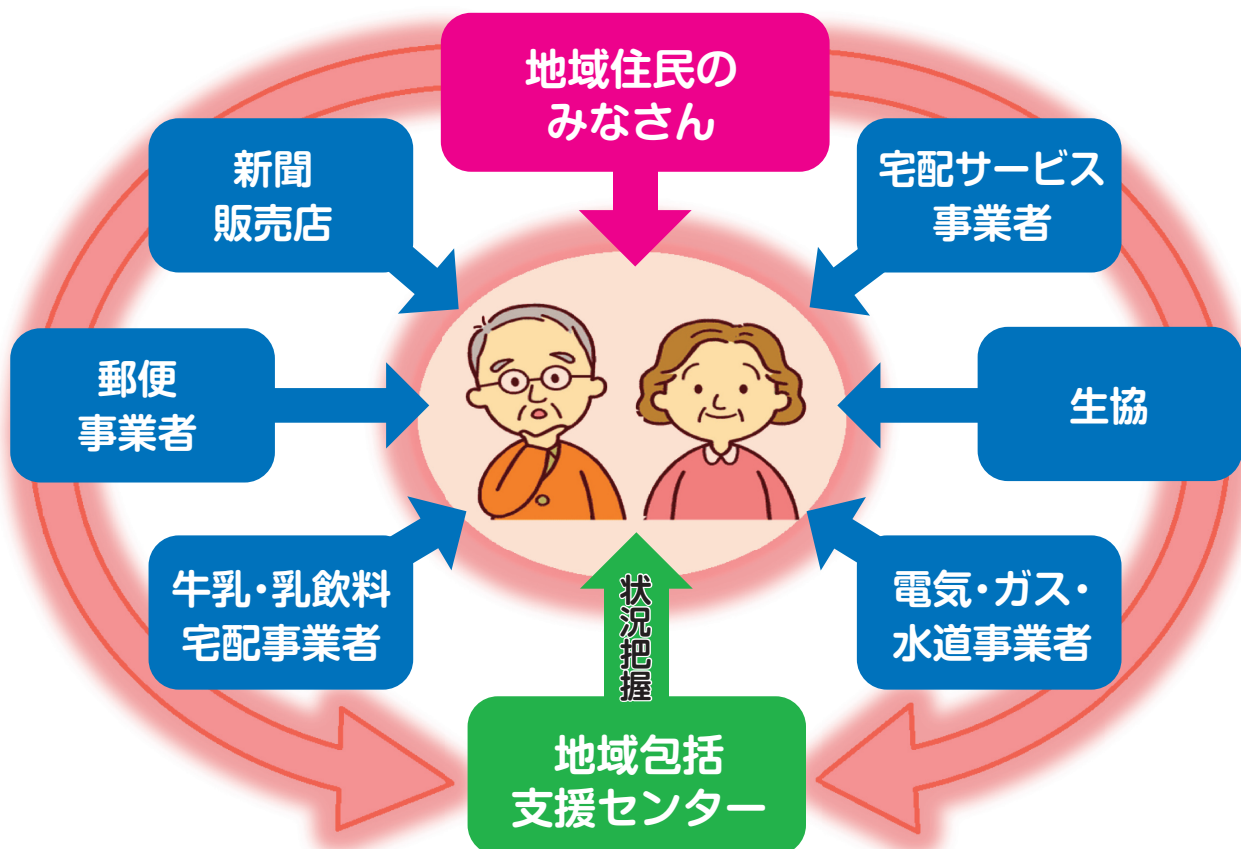 地域住民の
みなさん
新聞
販売店
宅配サービス
事業者
郵便
事業者
生協
牛乳・乳飲料
宅配事業者
状況把握
電気・ガス・
水道事業者
地域包括
支援センター